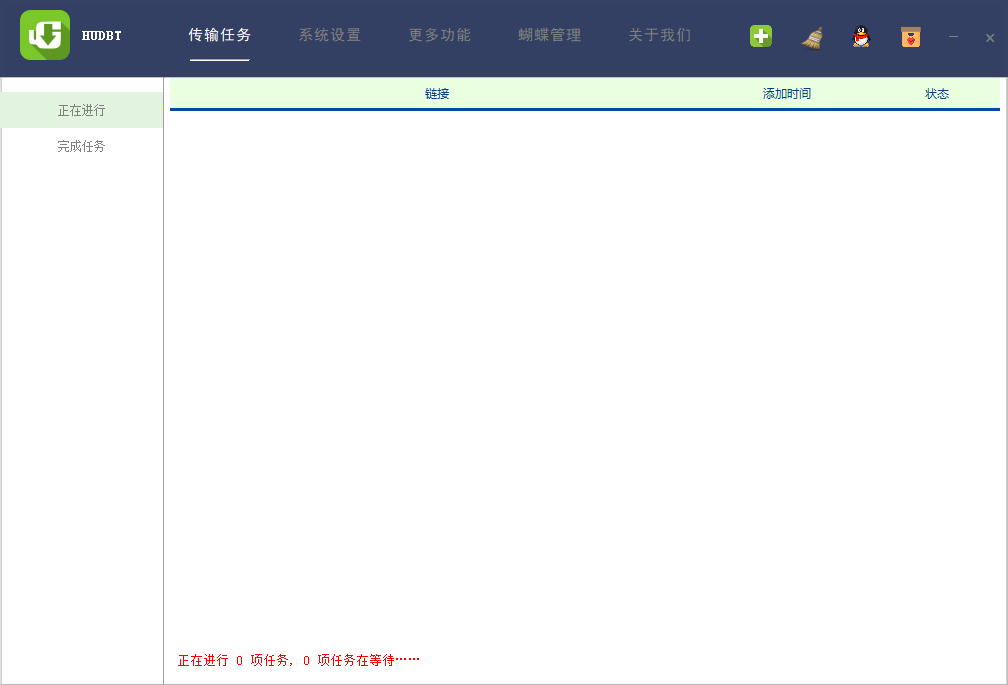 HUDBT
传输任务 系统设置 更多功能 蝴蝶管理 关于我们
正在进行
完成任务
链接 添加时间 状态
正在进行 0 项任务, 0 项任务在等待……